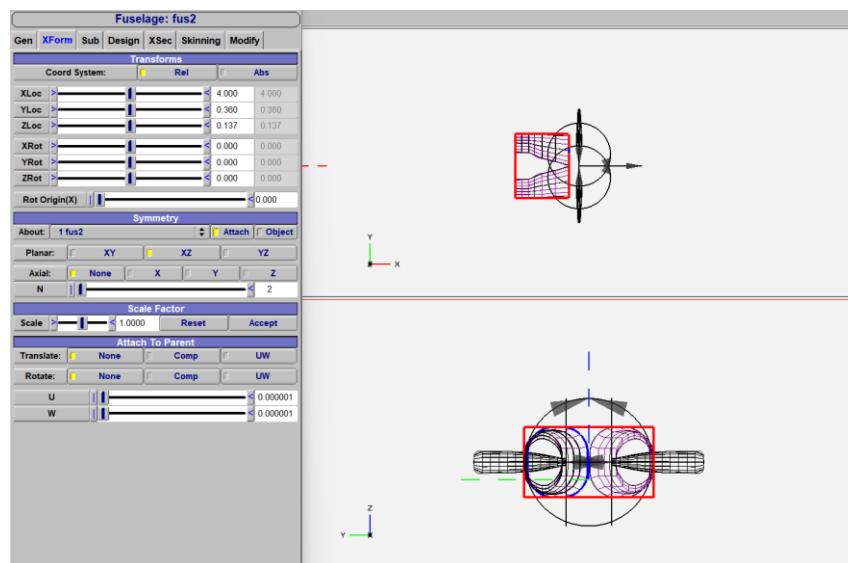 Fuselage: fus2
Gen XForm Sub Design XSec Skinning Modify
Transforms
Coord System: Rel Abs
XLoc > < 4.000 4.000
YLoc > < 0.360 0.360
ZLoc > < 0.137 0.137
XRot > < 0.000 0.000
YRot > < 0.000 0.000
ZRot > < 0.000 0.000
Rot Origin(X) | < 0.000
Symmetry
About: 1 fus2 Attach Object
Planar: XY XZ YZ
Axial: None X Y Z
N | < 2
Scale Factor
Scale > < 1.0000 Reset Accept
Attach To Parent
Translate: None Comp UW
Rotate: None Comp UW
U | < 0.000001
W | < 0.000001
Y
X
Z
Y